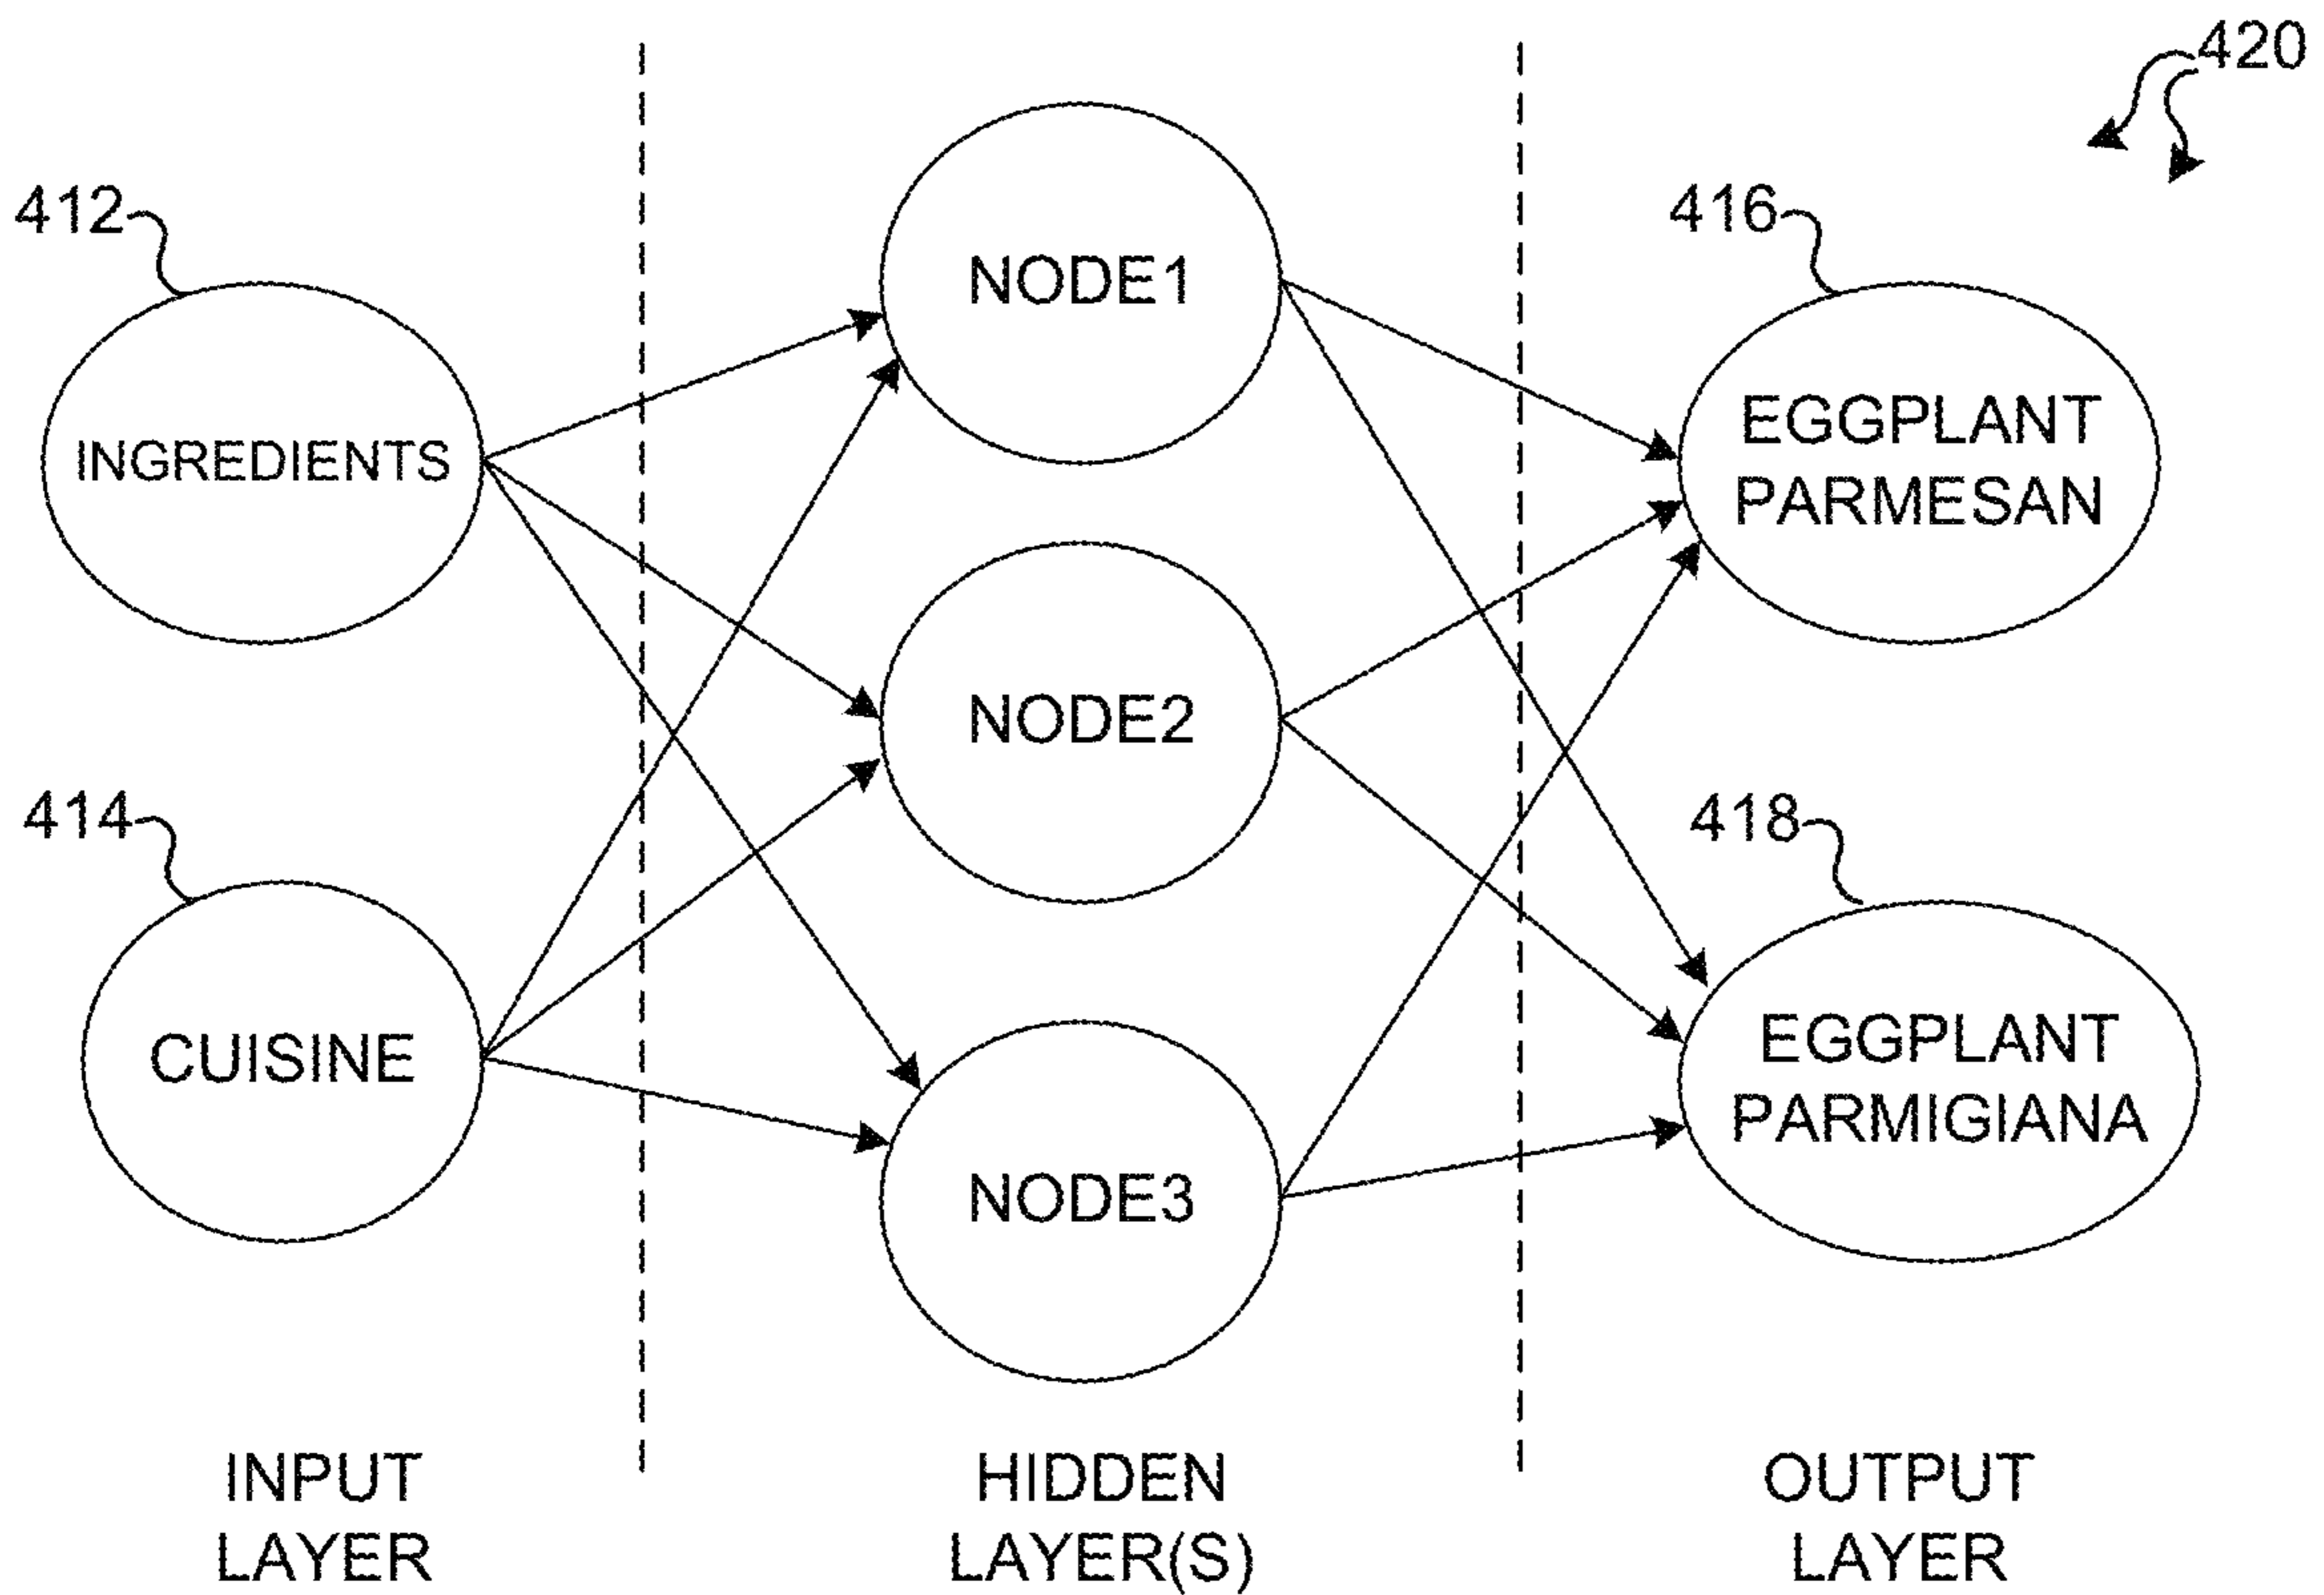 420
412
416
NODE1
INGREDIENTS
EGGPLANT
PARMESAN
NODE2
414
418
CUISINE
EGGPLANT
PARMIGIANA
NODE3
INPUT
LAYER
HIDDEN
LAYER(S)
OUTPUT
LAYER